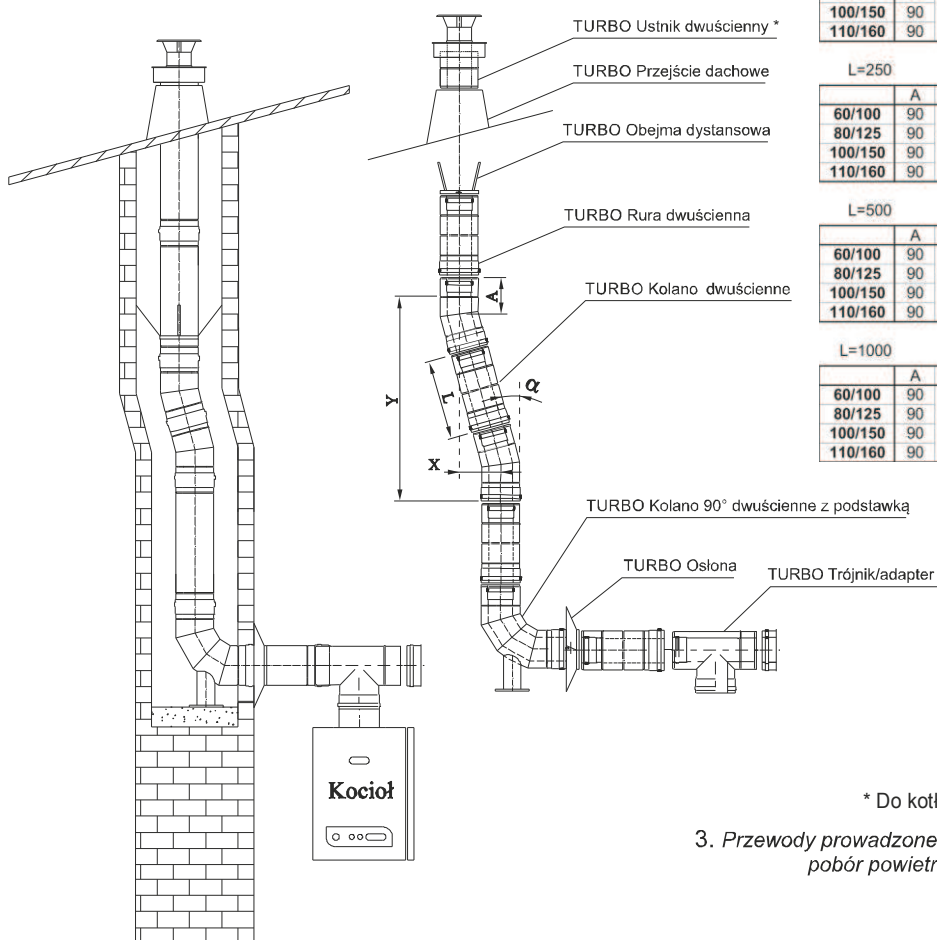 TURBO Ustnik dwuścienny *
TURBO Przejście dachowe
TURBO Obejma dystansowa
TURBO Rura dwuścienna
TURBO Kolano dwuścienne
A
Y
L
α
X
TURBO Kolano 90° dwuścienne z podstawką
TURBO Osłona
TURBO Trójnik/adapter
Kocioł
100/150 90
110/160 90
L=250
A
60/100 90
80/125 90
100/150 90
110/160 90
L=500
A
60/100 90
80/125 90
100/150 90
110/160 90
L=1000
A
60/100 90
80/125 90
100/150 90
110/160 90
* Do kotł
3. Przewody prowadzone
pobór powietr